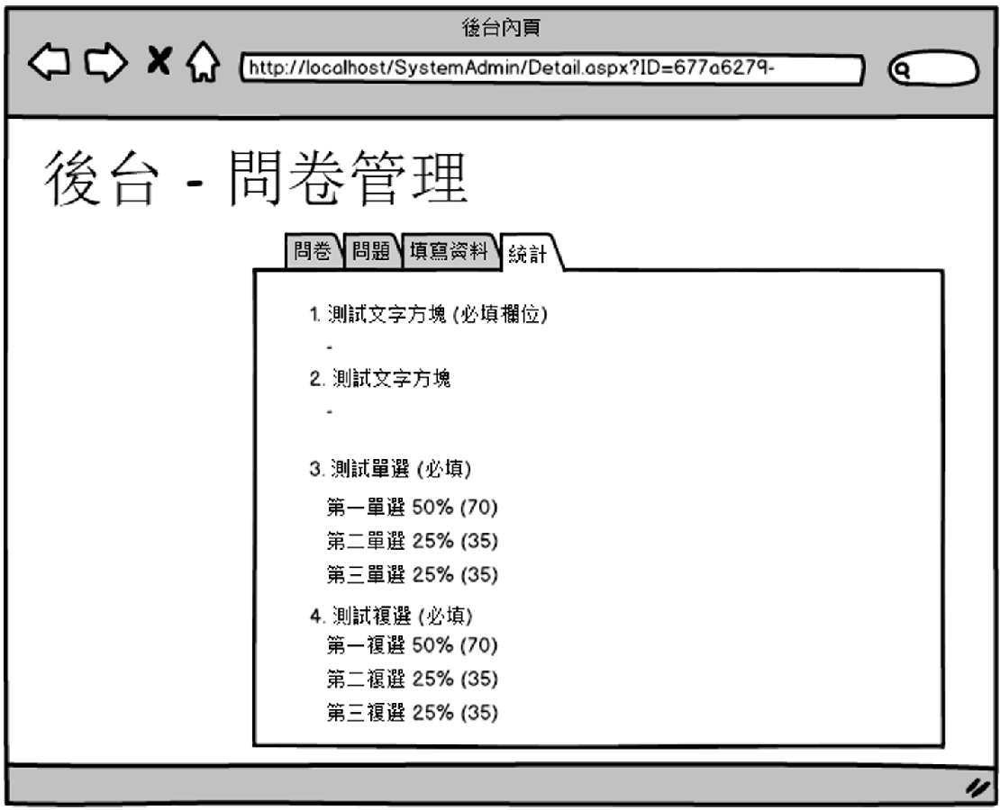 後台內頁
http://localhost/SystemAdmin/Detail.aspx?ID=677a6279-
後台 - 問卷管理
問卷 問題 填寫資料 統計
1. 測試文字方塊 (必填欄位)
-
2. 測試文字方塊
-
3. 測試單選 (必填)
第一單選 50% (70)
第二單選 25% (35)
第三單選 25% (35)
4. 測試複選 (必填)
第一複選 50% (70)
第二複選 25% (35)
第三複選 25% (35)